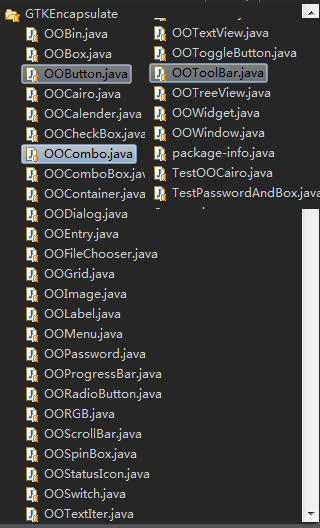 GTKEncapsulate
OOBin.java
OOBox.java
OOButton.java
OOCairo.java
OOCalender.java
OOCheckBox.java
OOCombo.java
OOComboBox.java
OOContainer.java
OODialog.java
OOEntry.java
OOFileChooser.java
OOGrid.java
OOImage.java
OOLabel.java
OOMenu.java
OOPassword.java
OOProgressBar.java
OORadioButton.java
OORGB.java
OOScrollBar.java
OOSpinBox.java
OOStatusIcon.java
OOSwitch.java
OOTextIter.java
OOTextView.java
OOToggleButton.java
OOToolBar.java
OOTreeView.java
OOWidget.java
OOWindow.java
package-info.java
TestOOCairo.java
TestPasswordAndBox.java